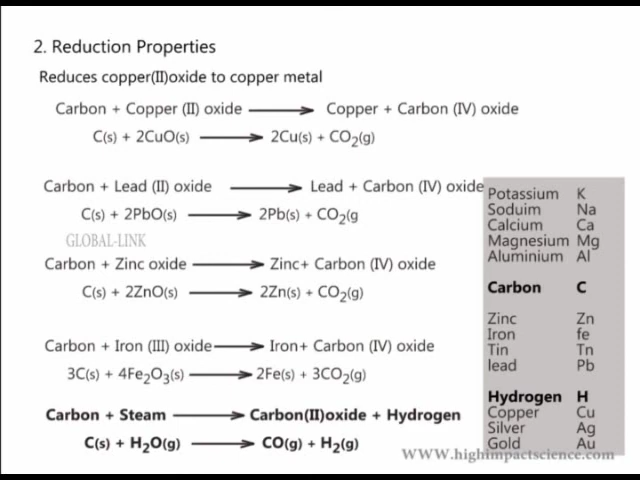 2. Reduction Properties
Reduces copper(II)oxide to copper metal
Carbon + Copper (II) oxide ⟶ Copper + Carbon (IV) oxide
C(s) + 2CuO(s) ⟶ 2Cu(s) + CO2(g)
Carbon + Lead (II) oxide ⟶ Lead + Carbon (IV) oxide
C(s) + 2PbO(s) ⟶ 2Pb(s) + CO2(g
GLOBAL-LINK
Carbon + Zinc oxide ⟶ Zinc+ Carbon (IV) oxide
C(s) + 2ZnO(s) ⟶ 2Zn(s) + CO2(g)
Carbon + Iron (III) oxide ⟶ Iron+ Carbon (IV) oxide
3C(s) + 4Fe2O3(s) ⟶ 2Fe(s) + 3CO2(g)
Carbon + Steam ⟶ Carbon(II)oxide + Hydrogen
C(s) + H2O(g) ⟶ CO(g) + H2(g)
Potassium K
Soduim Na
Calcium Ca
Magnesium Mg
Aluminium Al
Carbon C
Zinc Zn
Iron fe
Tin Tn
lead Pb
Hydrogen H
Copper Cu
Silver Ag
Gold Au
WWW.highimpactscience.com